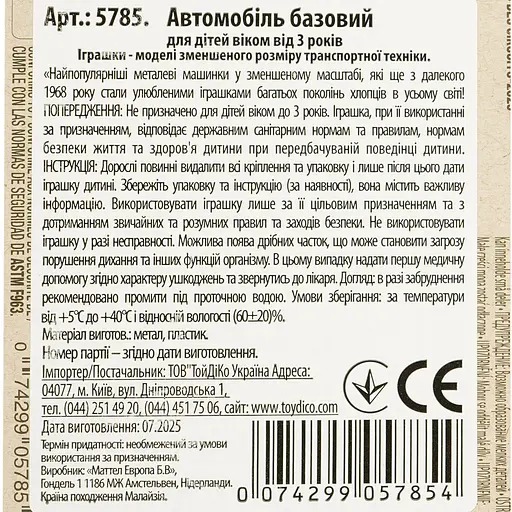 Арт.: 5785. Автомобіль базовий
для дітей віком від 3 років
Іграшки - моделі зменшеного розміру транспортної техніки.
«Найпопулярніші металеві машинки у зменшеному масштабі, які ще з далекого
1968 року стали улюбленими іграшками багатьох поколінь хлопців в усьому світі!
ПОПЕРЕДЖЕННЯ: Не призначено для дітей віком до 3 років. Іграшка, при її використанні
за призначенням, відповідає державним санітарним нормам та правилам, нормам
безпеки життя та здоров'я дитини при передбачуваній поведінці дитини.
ІНСТРУКЦІЯ: Дорослі повинні видалити всі кріплення та упаковку і лише після цього дати
іграшку дитині. Збережіть упаковку та інструкцію (за наявності), вона містить важливу
інформацію. Використовувати іграшку лише за її цільовим призначенням та з
дотриманням звичайних та розумних правил та заходів безпеки. Не використовувати
іграшку у разі несправності. Можлива поява дрібних часток, що може становити загрозу
порушення дихання та інших функцій організму. В цьому випадку надати першу медичну
допомогу згідно характеру ушкоджень та звернутись до лікаря. Догляд: в разі забруднення
рекомендовано промити під проточною водою. Умови зберігання: за температури
від +5°C до +40°C і відносній вологості (60±20)%.
Матеріал виготов.: метал, пластик.
Номер партії – згідно дати виготовлення.
Імпортер/Постачальник: ТОВ"ТойДіКо Україна Адреса:
04077, м. Київ, вул. Дніпроводська 1,
тел. (044) 251 49 20, (044) 451 75 06, сайт: www.toydico.com
Дата виготовлення: 07.2025
Термін придатності: необмежений за умови
використання за призначенням.
Виробник: «Маттел Европа Б.В»
Гондель 1 1186 МЖ Амстельвен, Нідерланди.
Країна походження Малайзія.
CE
0 074299 057854
CUMPLE CON LAS NORMAS DE SEGURIDAD DE ASTM F963.
0 74299 05785